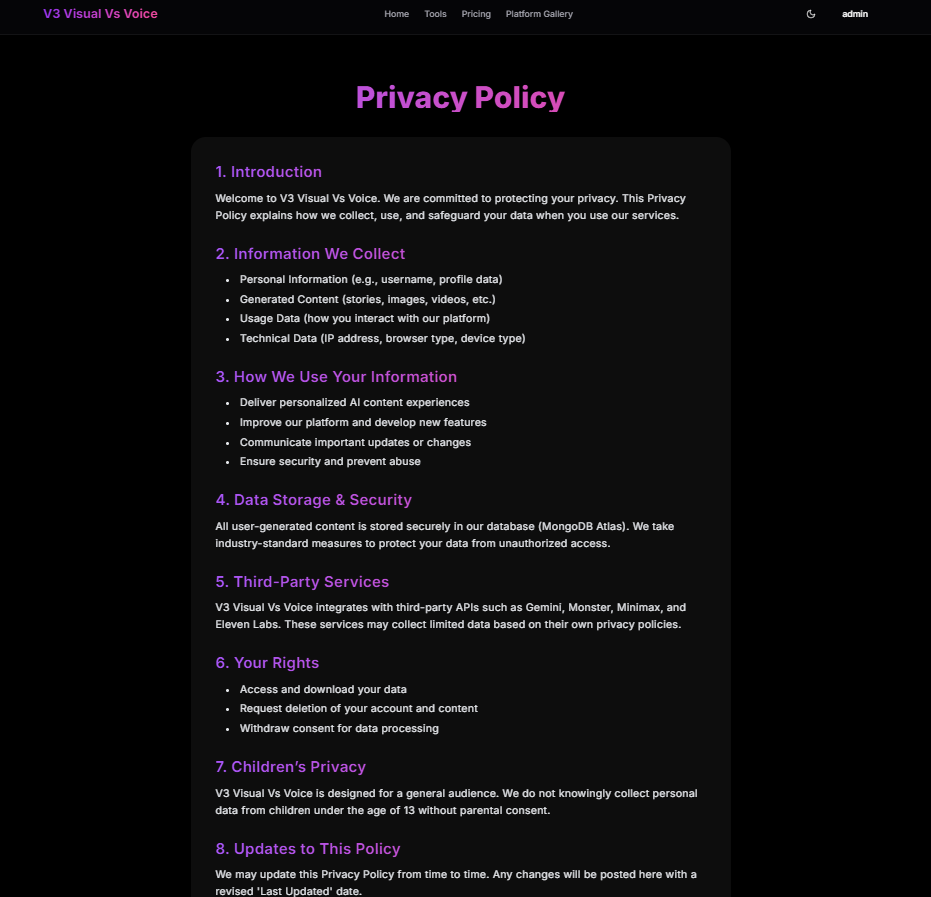 V3 Visual Vs Voice
Home Tools Pricing Platform Gallery
admin
Privacy Policy
1. Introduction
Welcome to V3 Visual Vs Voice. We are committed to protecting your privacy. This Privacy
Policy explains how we collect, use, and safeguard your data when you use our services.
2. Information We Collect
• Personal Information (e.g., username, profile data)
• Generated Content (stories, images, videos, etc.)
• Usage Data (how you interact with our platform)
• Technical Data (IP address, browser type, device type)
3. How We Use Your Information
• Deliver personalized AI content experiences
• Improve our platform and develop new features
• Communicate important updates or changes
• Ensure security and prevent abuse
4. Data Storage & Security
All user-generated content is stored securely in our database (MongoDB Atlas). We take
industry-standard measures to protect your data from unauthorized access.
5. Third-Party Services
V3 Visual Vs Voice integrates with third-party APIs such as Gemini, Monster, Minimax, and
Eleven Labs. These services may collect limited data based on their own privacy policies.
6. Your Rights
• Access and download your data
• Request deletion of your account and content
• Withdraw consent for data processing
7. Children’s Privacy
V3 Visual Vs Voice is designed for a general audience. We do not knowingly collect personal
data from children under the age of 13 without parental consent.
8. Updates to This Policy
We may update this Privacy Policy from time to time. Any changes will be posted here with a
revised 'Last Updated' date.